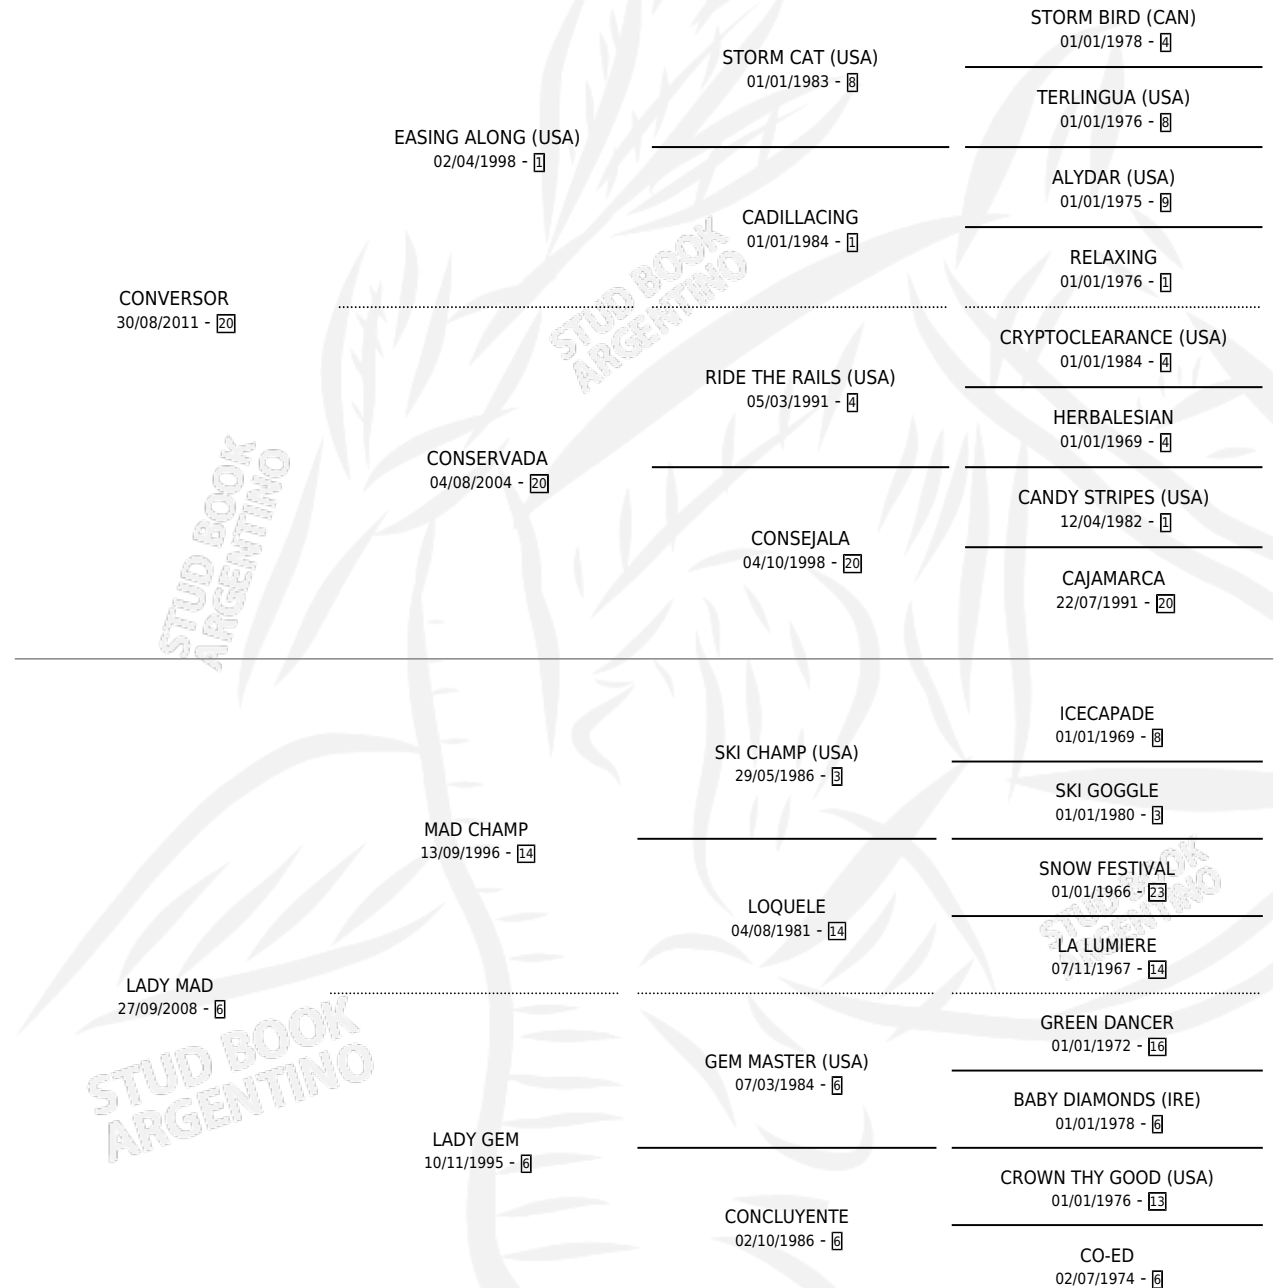 STORM BIRD (CAN)
01/01/1978 - 4
STORM CAT (USA)
01/01/1983 - 8
TERLINGUA (USA)
01/01/1976 - 8
EASING ALONG (USA)
02/04/1998 - 1
ALYDAR (USA)
01/01/1975 - 9
CADILLACING
01/01/1984 - 1
RELAXING
01/01/1976 - 1
CONVERSOR
30/08/2011 - 20
CRYPTOCLEARANCE (USA)
01/01/1984 - 4
RIDE THE RAILS (USA)
05/03/1991 - 4
HERBALESIAN
01/01/1969 - 4
CONSERVADA
04/08/2004 - 20
CANDY STRIPES (USA)
12/04/1982 - 1
CONSEJALA
04/10/1998 - 20
CAJAMARCA
22/07/1991 - 20
ICECAPADE
01/01/1969 - 8
SKI CHAMP (USA)
29/05/1986 - 3
SKI GOGGLE
01/01/1980 - 3
MAD CHAMP
13/09/1996 - 14
SNOW FESTIVAL
01/01/1966 - 23
LOQUELE
04/08/1981 - 14
LA LUMIERE
07/11/1967 - 14
LADY MAD
27/09/2008 - 6
GREEN DANCER
01/01/1972 - 16
GEM MASTER (USA)
07/03/1984 - 6
BABY DIAMONDS (IRE)
01/01/1978 - 6
LADY GEM
10/11/1995 - 6
CROWN THY GOOD (USA)
01/01/1976 - 13
CONCLUYENTE
02/10/1986 - 6
CO-ED
02/07/1974 - 6
STUD BOOK
ARGENTINO
STUD BOOK
ARGENTINO
STUD BOOK
ARGENTINO
STUD BOOK
ARGENTINO